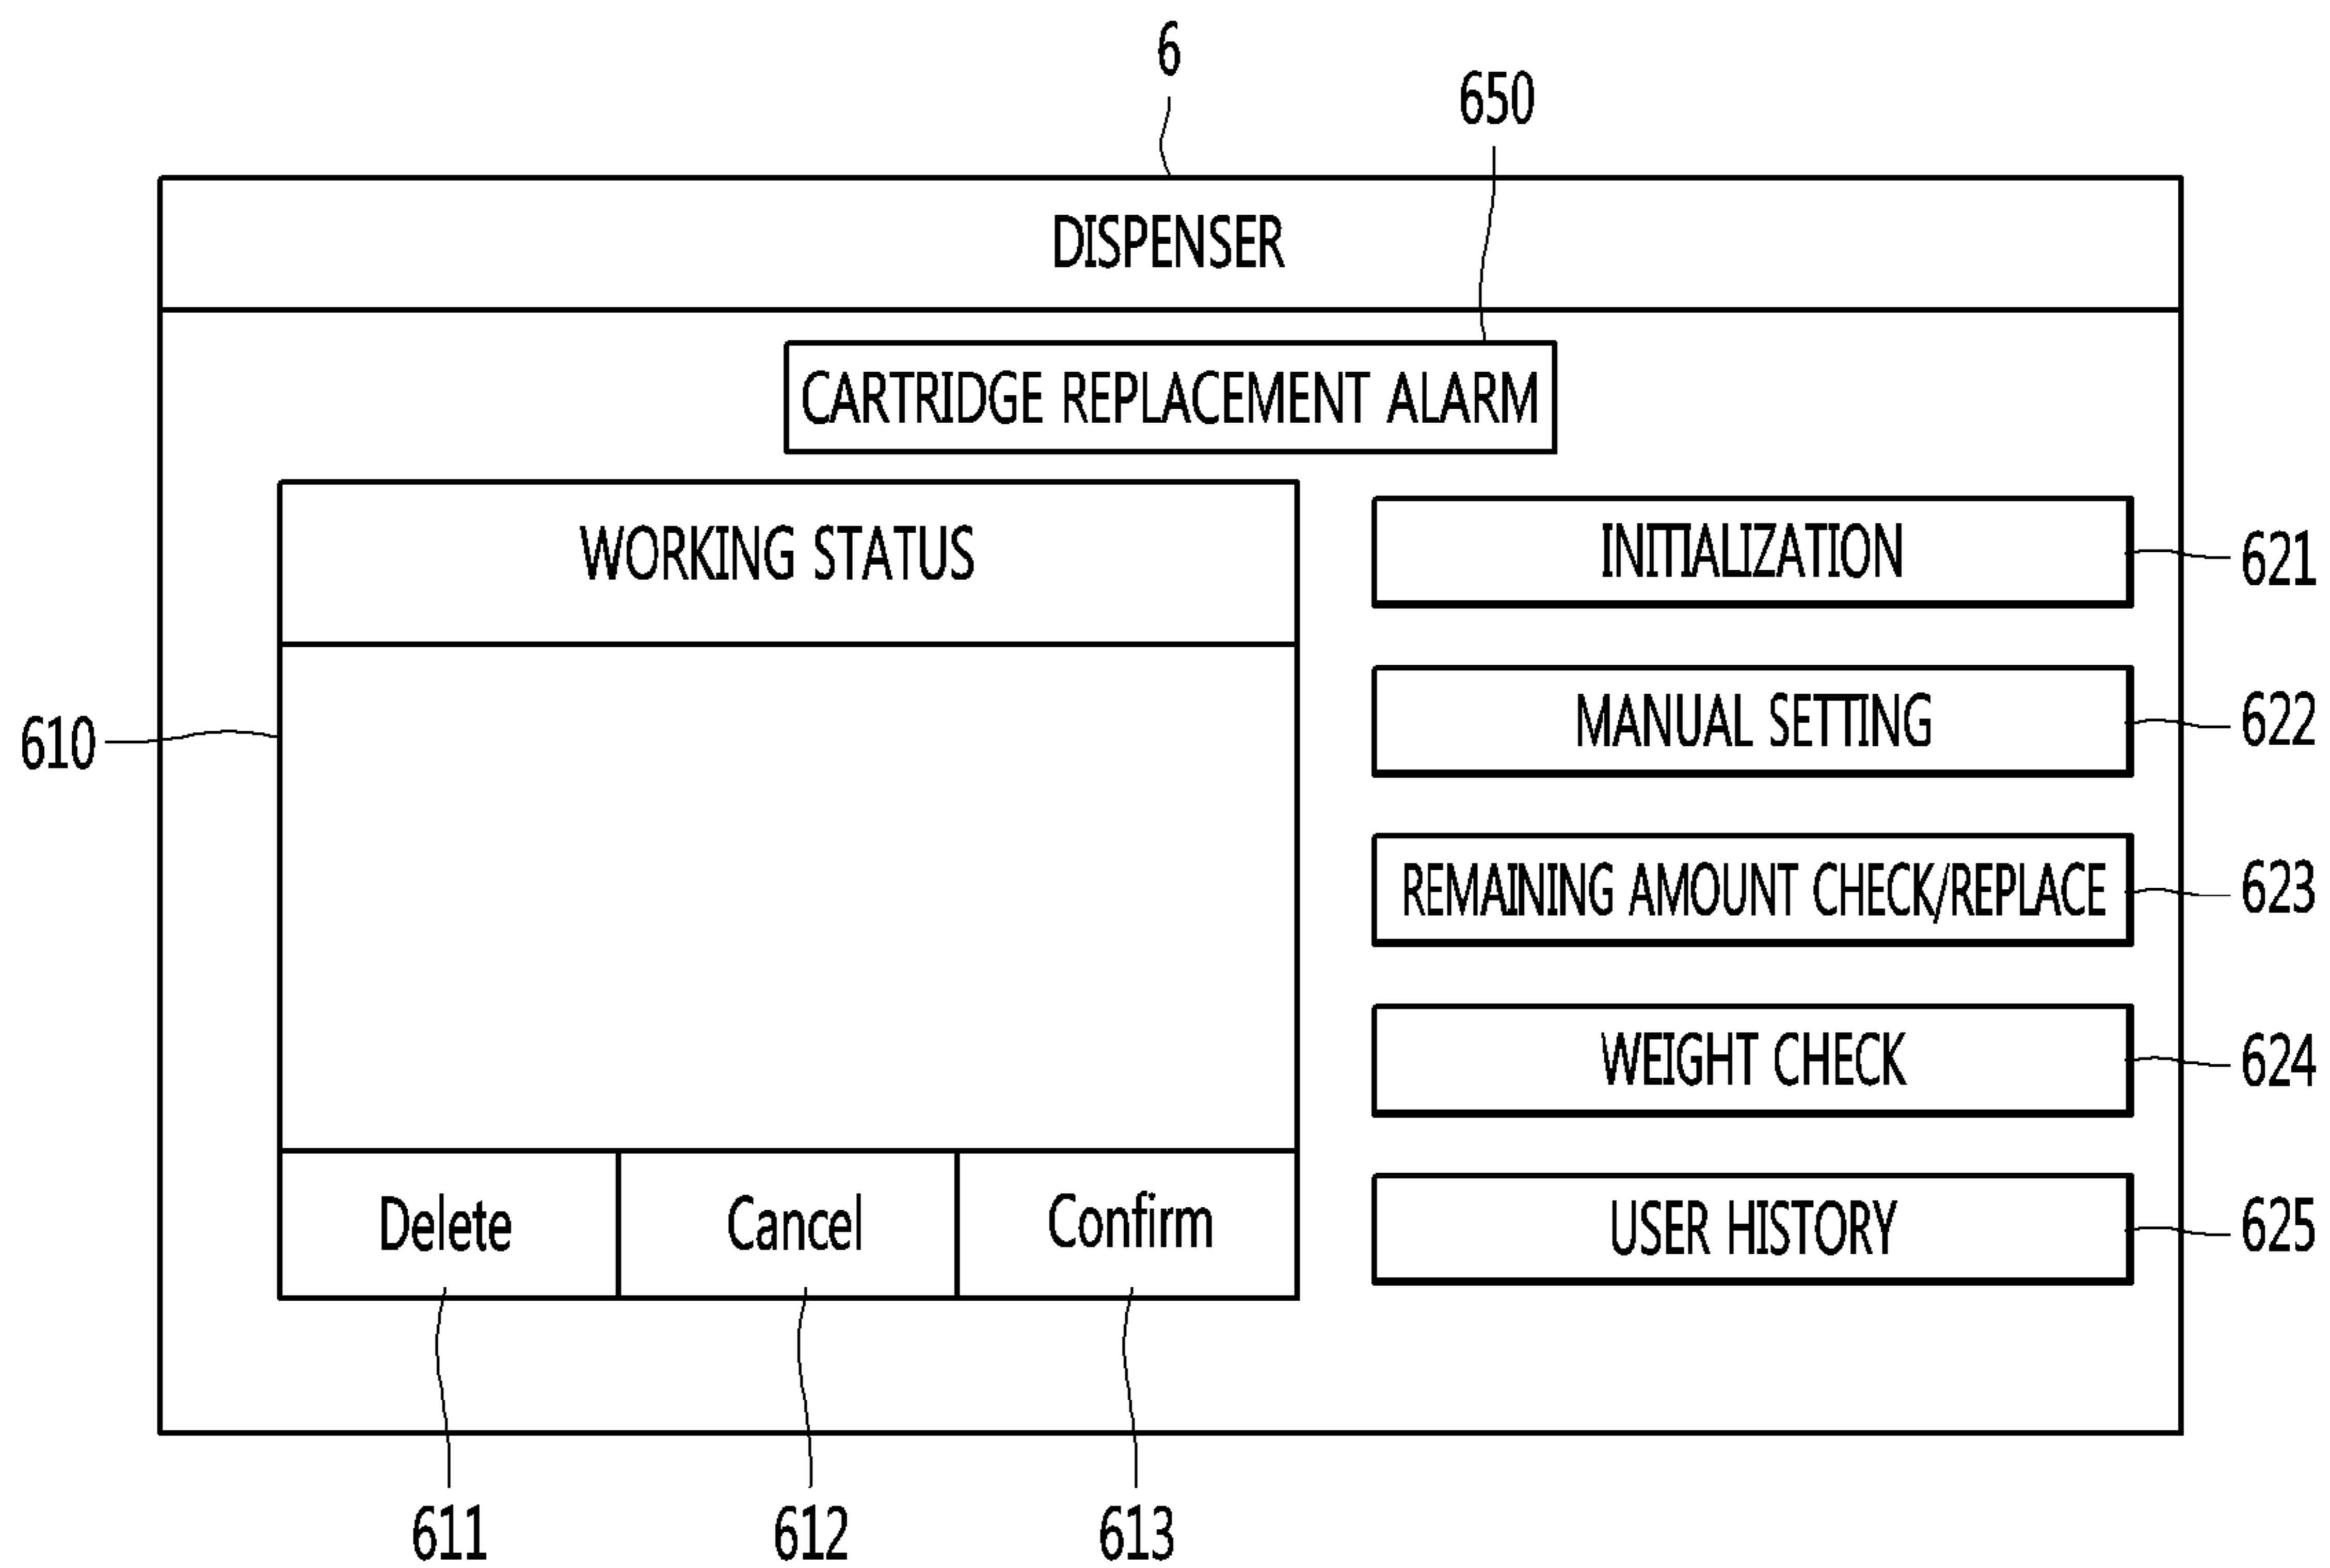 6
650
DISPENSER
CARTRIDGE REPLACEMENT ALARM
WORKING STATUS
INITIALIZATION
621
MANUAL SETTING
622
610
REMAINING AMOUNT CHECK/REPLACE
623
WEIGHT CHECK
624
Delete
Cancel
Confirm
USER HISTORY
625
611
612
613